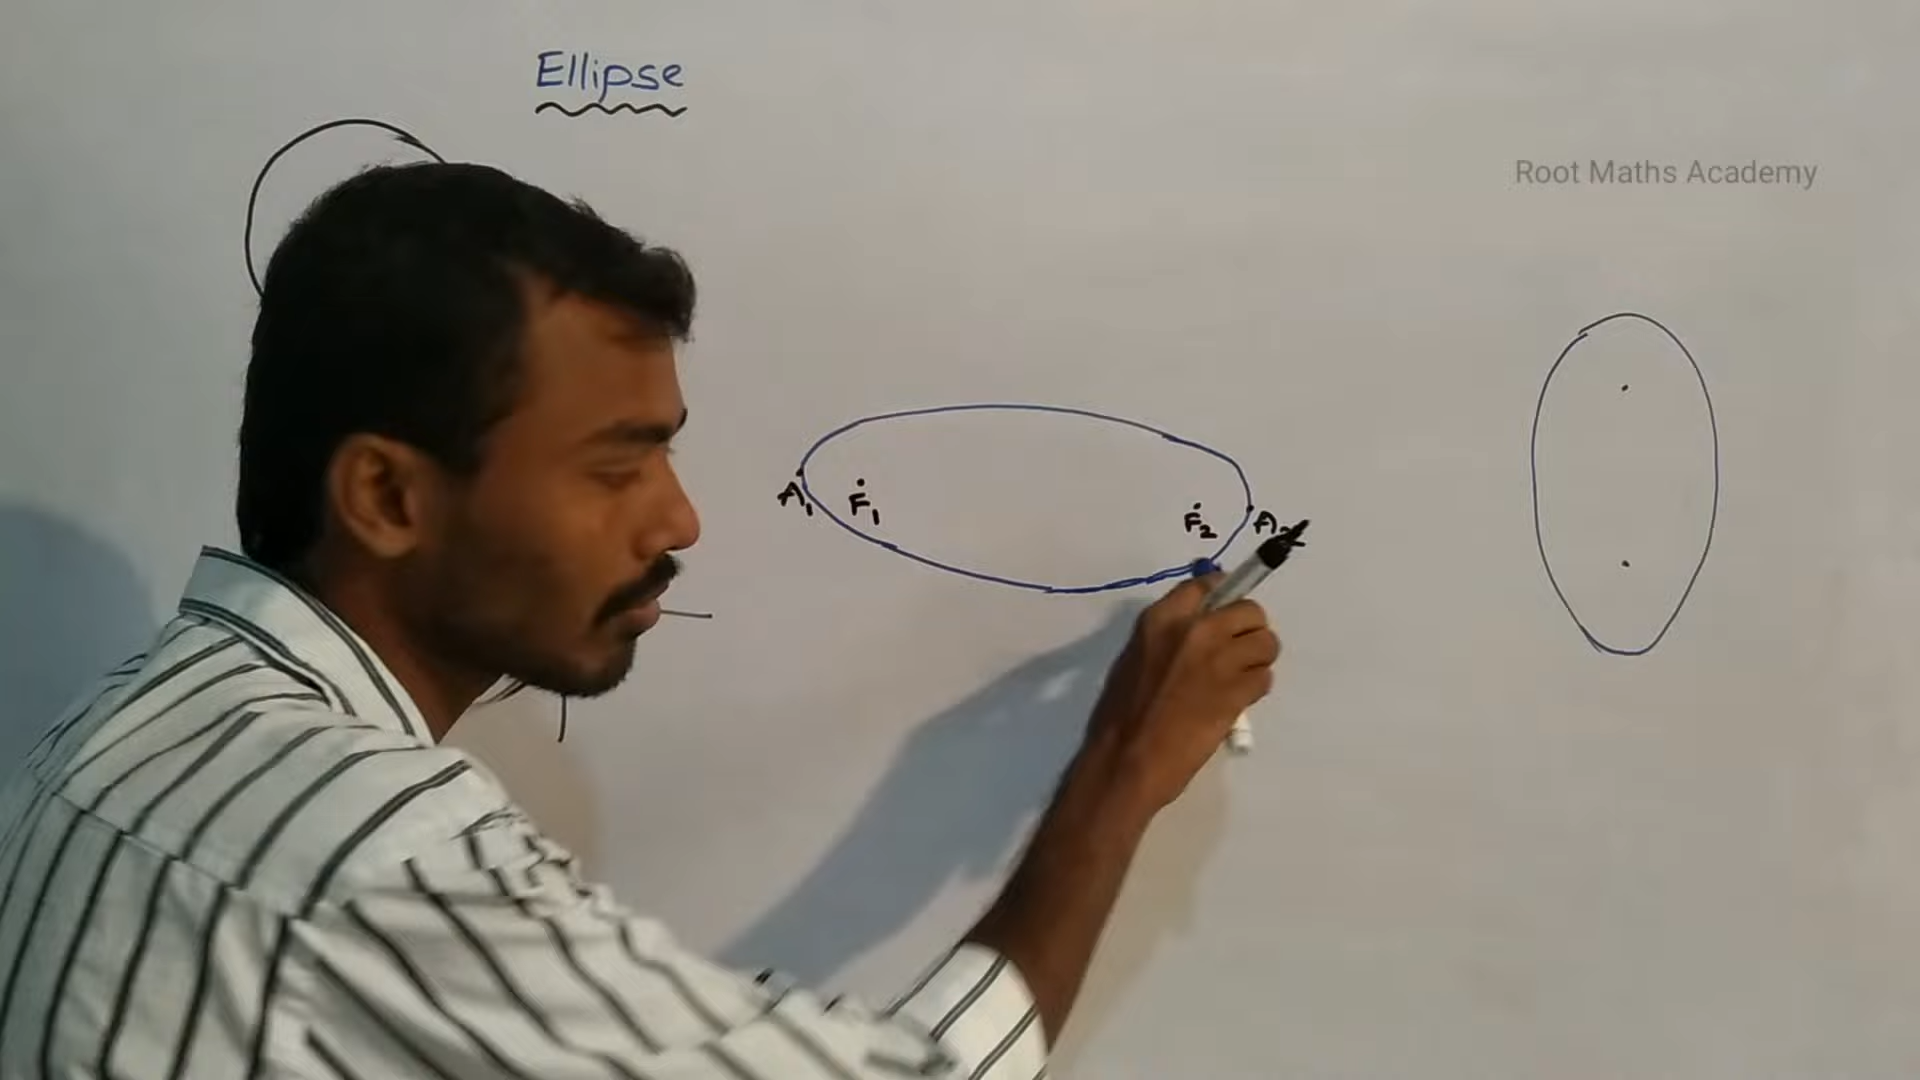 Ellipse
Root Maths Academy
A₁ F₁ F₂ A₂